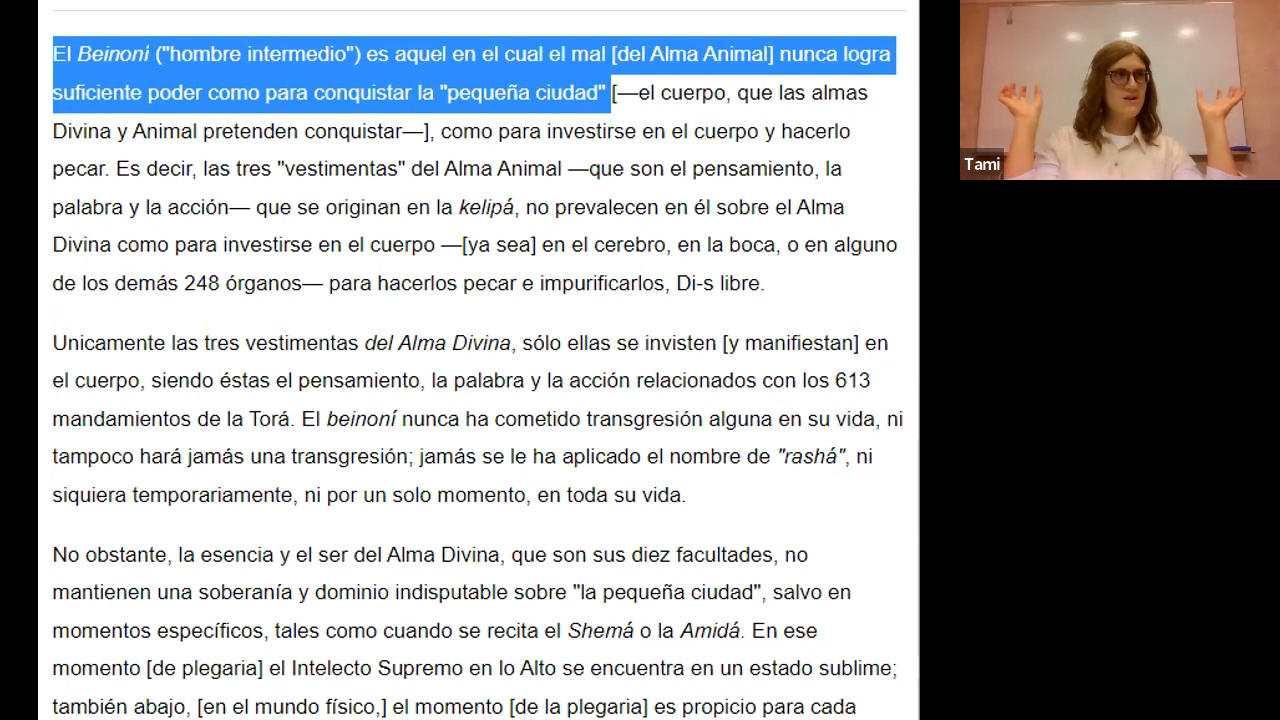 El Beinoní ("hombre intermedio") es aquel en el cual el mal [del Alma Animal] nunca logra
suficiente poder como para conquistar la "pequeña ciudad" [—el cuerpo, que las almas
Divina y Animal pretenden conquistar—], como para investirse en el cuerpo y hacerlo
pecar. Es decir, las tres "vestimentas" del Alma Animal —que son el pensamiento, la
palabra y la acción— que se originan en la kelipá, no prevalecen en él sobre el Alma
Divina como para investirse en el cuerpo —[ya sea] en el cerebro, en la boca, o en alguno
de los demás 248 órganos— para hacerlos pecar e impurificarlos, Di-s libre.
Unicamente las tres vestimentas del Alma Divina, sólo ellas se invisten [y manifiestan] en
el cuerpo, siendo éstas el pensamiento, la palabra y la acción relacionados con los 613
mandamientos de la Torá. El beinoní nunca ha cometido transgresión alguna en su vida, ni
tampoco hará jamás una transgresión; jamás se le ha aplicado el nombre de "rashá", ni
siquiera temporariamente, ni por un solo momento, en toda su vida.
No obstante, la esencia y el ser del Alma Divina, que son sus diez facultades, no
mantienen una soberanía y dominio indisputable sobre "la pequeña ciudad", salvo en
momentos específicos, tales como cuando se recita el Shemá o la Amidá. En ese
momento [de plegaria] el Intelecto Supremo en lo Alto se encuentra en un estado sublime;
también abajo, [en el mundo físico,] el momento [de la plegaria] es propicio para cada
Tami